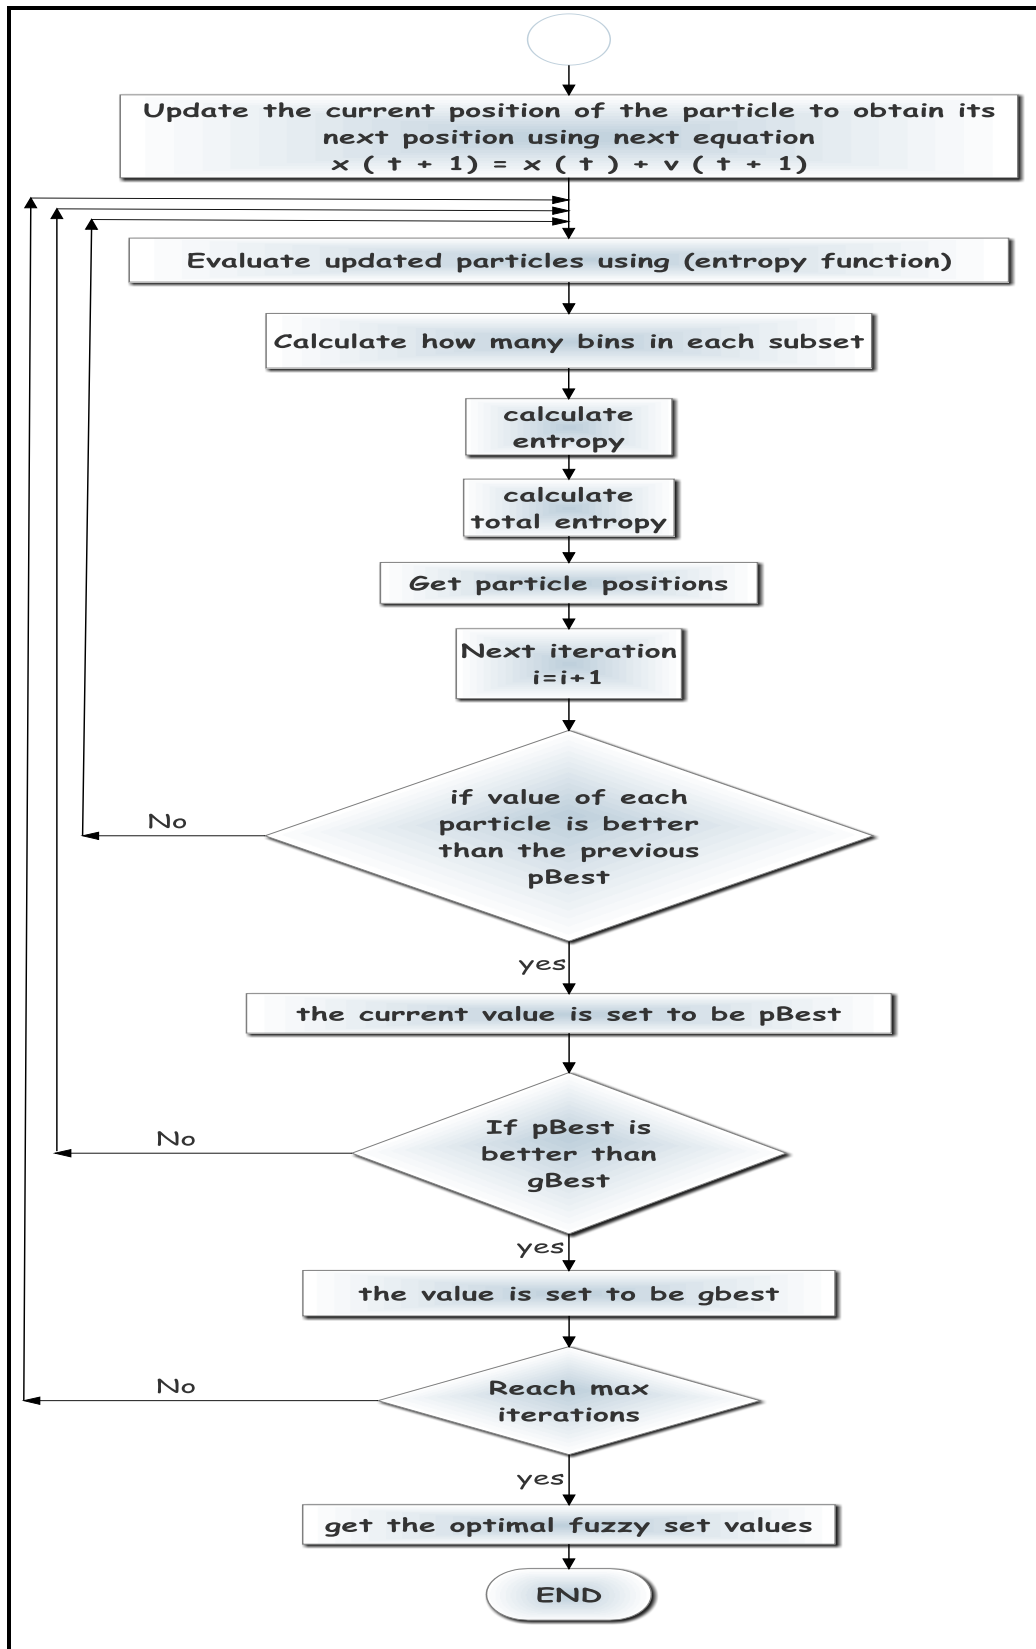 Update the current position of the particle to obtain its
next position using next equation
x ( t + 1) = x ( t ) + v ( t + 1)
Evaluate updated particles using (entropy function)
Calculate how many bins in each subset
calculate
entropy
calculate
total entropy
Get particle positions
Next iteration
i=i+1
if value of each
particle is better
than the previous
pBest
No
yes
the current value is set to be pBest
If pBest is
better than
gBest
No
yes
the value is set to be gbest
Reach max
iterations
No
yes
get the optimal fuzzy set values
END